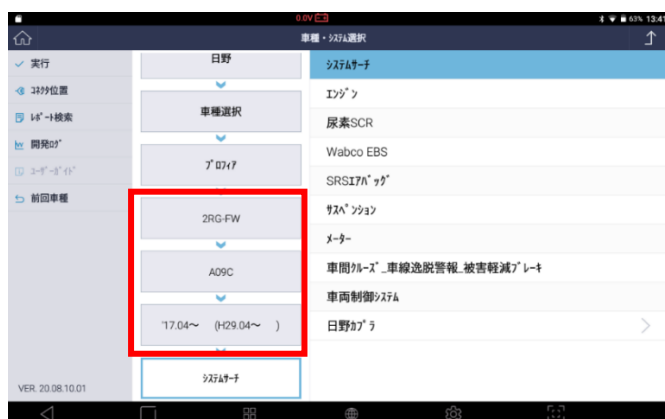 0.0V
63% 13:41
車種・ｼｽﾃﾑ選択
実行
ｺﾈｸﾀ位置
ﾚﾎﾟｰﾄ検索
開発ﾛｸﾞ
ﾕｰｻﾞｰｶﾞｲﾄﾞ
前回車種
VER. 20.08.10.01
日野
車種選択
ﾌﾟﾛﾌｨｱ
2RG-FW
A09C
'17.04～ (H29.04～ )
ｼｽﾃﾑｻｰﾁ
ｼｽﾃﾑｻｰﾁ
ｴﾝｼﾞﾝ
尿素SCR
Wabco EBS
SRSｴｱﾊﾞｯｸﾞ
ｻｽﾍﾟﾝｼｮﾝ
ﾒｰﾀｰ
車間ｸﾙｰｽﾞ_車線逸脱警報_被害軽減ﾌﾞﾚｰｷ
車両制御ｼｽﾃﾑ
日野ｶﾌﾟﾗ